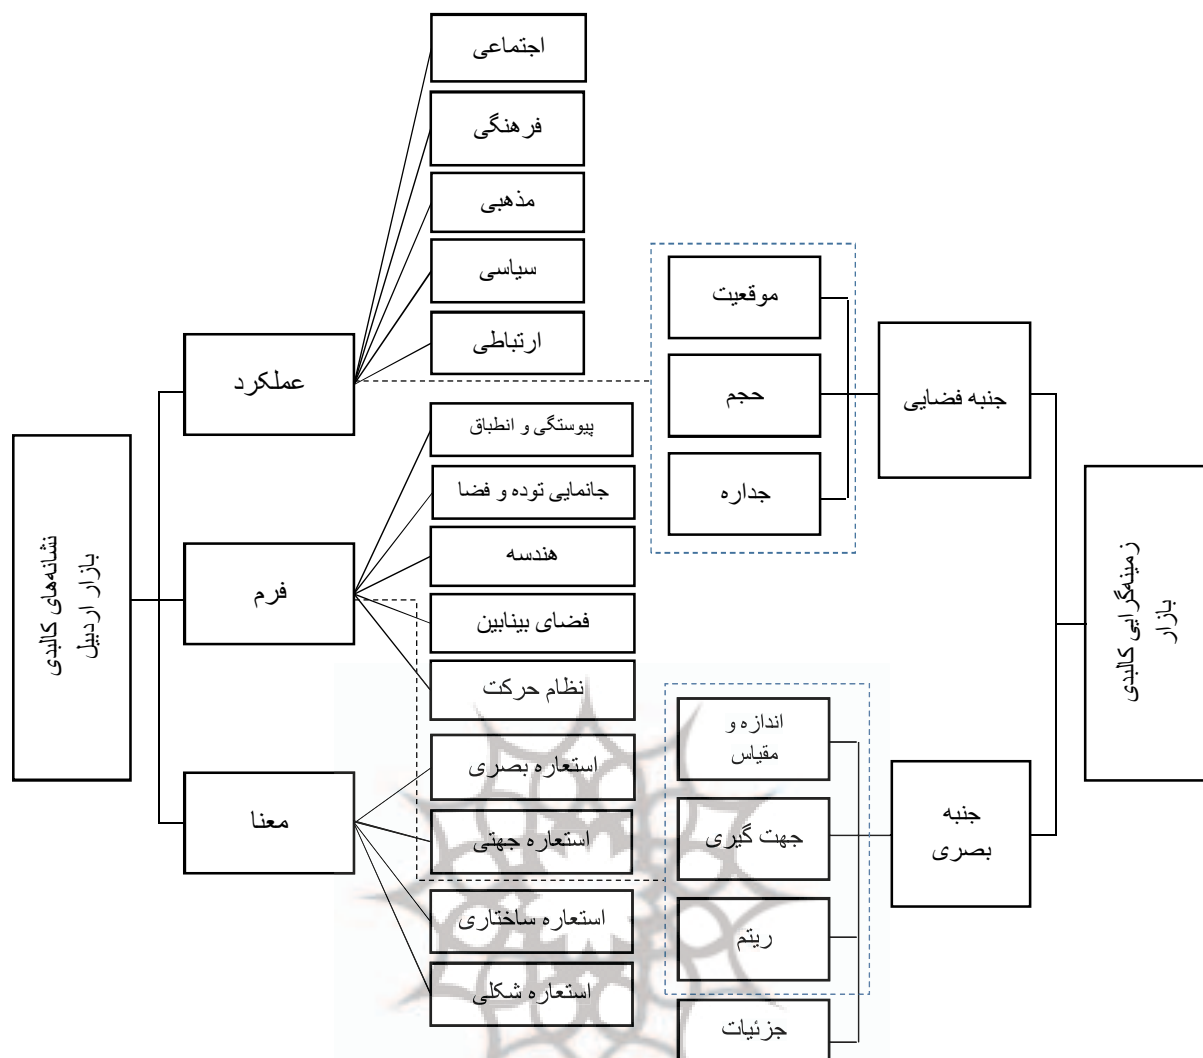 زمینه‌گرایی کالبدی
بازار
جنبه فضایی
موقعیت
حجم
جداره
جنبه
بصری
اندازه و
مقیاس
جهت گیری
ریتم
جزئیات
اجتماعی
فرهنگی
مذهبی
سیاسی
ارتباطی
پیوستگی و انطباق
جانمایی توده و فضا
هندسه
فضای بینابین
نظام حرکت
استعاره بصری
استعاره جهتی
استعاره ساختاری
استعاره شکلی
عملکرد
فرم
معنا
نشانه‌های کالبدی
بازار اردبیل